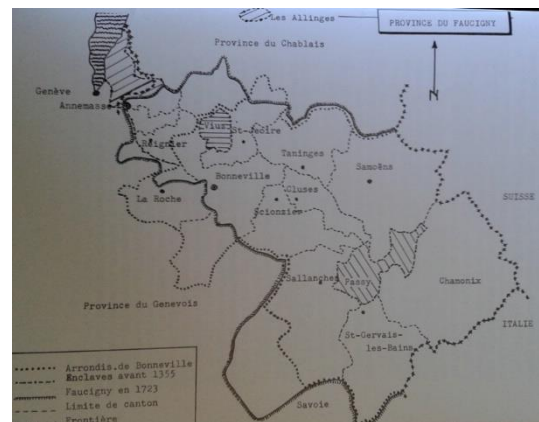 Les Allinges
PROVINCE DU FAUCIGNY
Province du Chablais
N
Genève
Annemasse
Viuz
St-Jeoire
Reignier
Taninges
Samoëns
Bonneville
Cluses
La Roche
Scionzier
SUISSE
Sallanches
Passy
Chamonix
Province du Genevois
ITALIE
St-Gervais-
les-Bains
Savoie
Arrondis.de Bonneville
Enclaves avant 1355
Faucigny en 1723
Limite de canton
Frontière